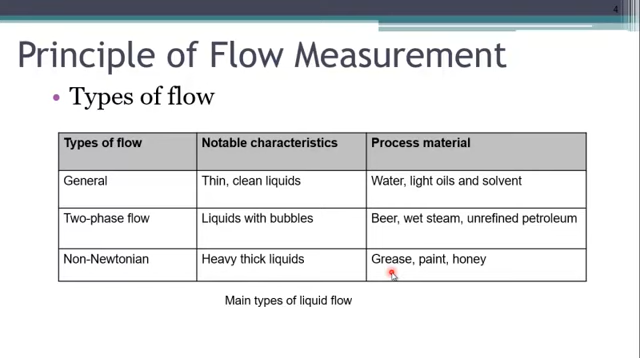 4
Principle of Flow Measurement
• Types of flow
Types of flow Notable characteristics Process material
General Thin, clean liquids Water, light oils and solvent
Two-phase flow Liquids with bubbles Beer, wet steam, unrefined petroleum
Non-Newtonian Heavy thick liquids Grease, paint, honey
Main types of liquid flow